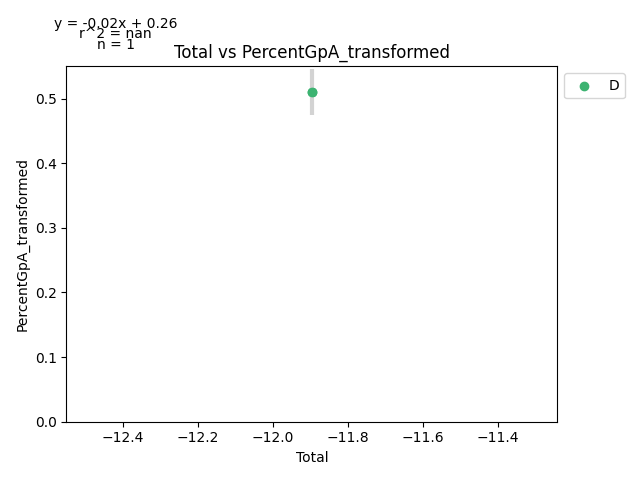 y = -0.02x + 0.26
r^2 = nan
n = 1
Total vs PercentGpA_transformed
D
PercentGpA_transformed
0.5
0.4
0.3
0.2
0.1
0.0
−12.4 −12.2 −12.0 −11.8 −11.6 −11.4
Total